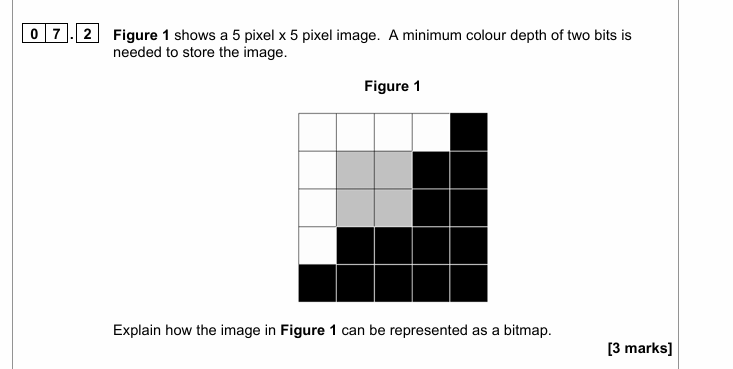 0 7 . 2 Figure 1 shows a 5 pixel x 5 pixel image. A minimum colour depth of two bits is
needed to store the image.
Figure 1
Explain how the image in Figure 1 can be represented as a bitmap.
[3 marks]